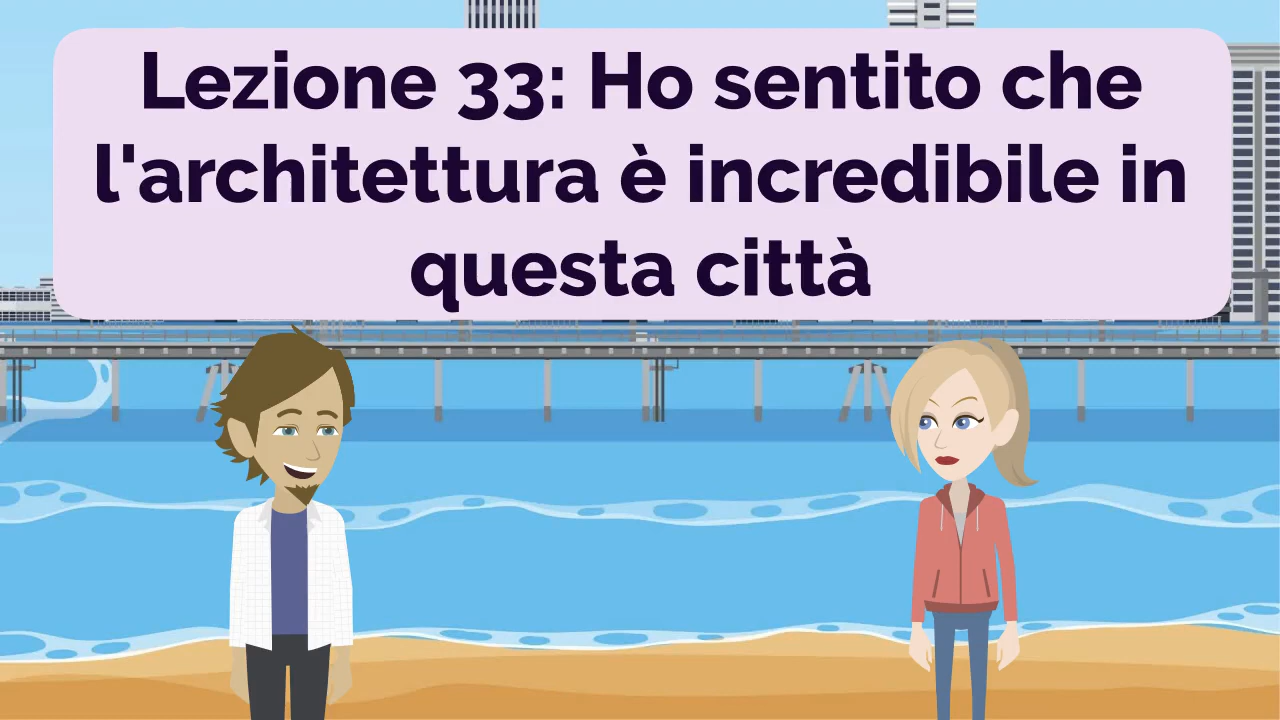 Lezione 33: Ho sentito che
l'architettura è incredibile in
questa città